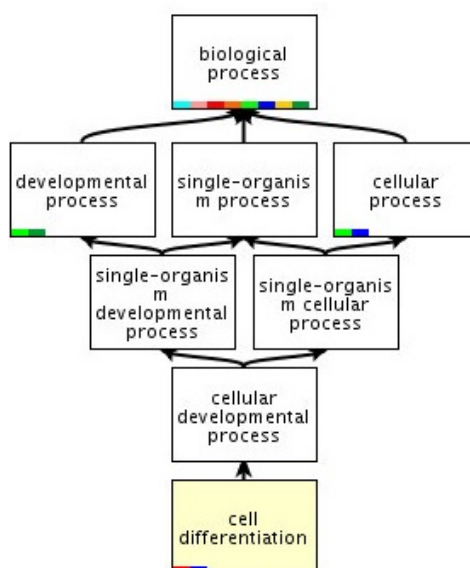 biological
process
developmental
process
single-organis
m process
cellular
process
single-organis
m
developmental
process
single-organis
m cellular
process
cellular
developmental
process
cell
differentiation